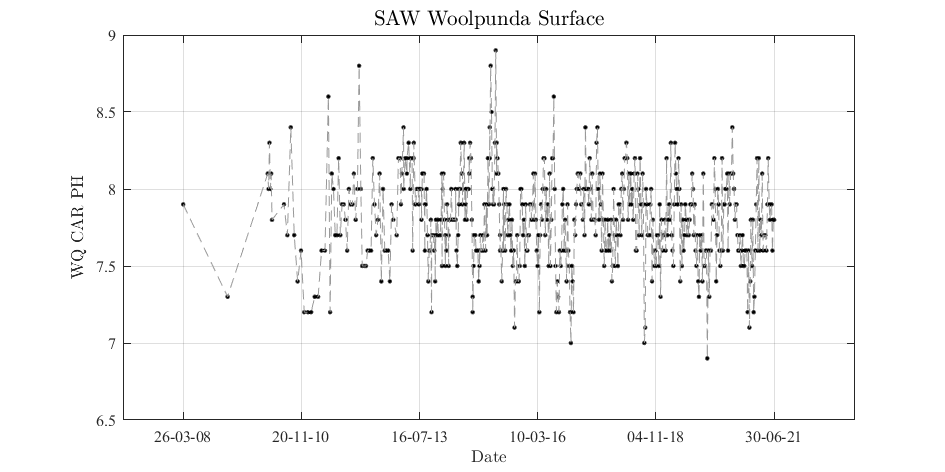 SAW Woolpunda Surface
9
8.5
8
7.5
7
6.5
WQ CAR PH
26-03-08 20-11-10 16-07-13 10-03-16 04-11-18 30-06-21
Date